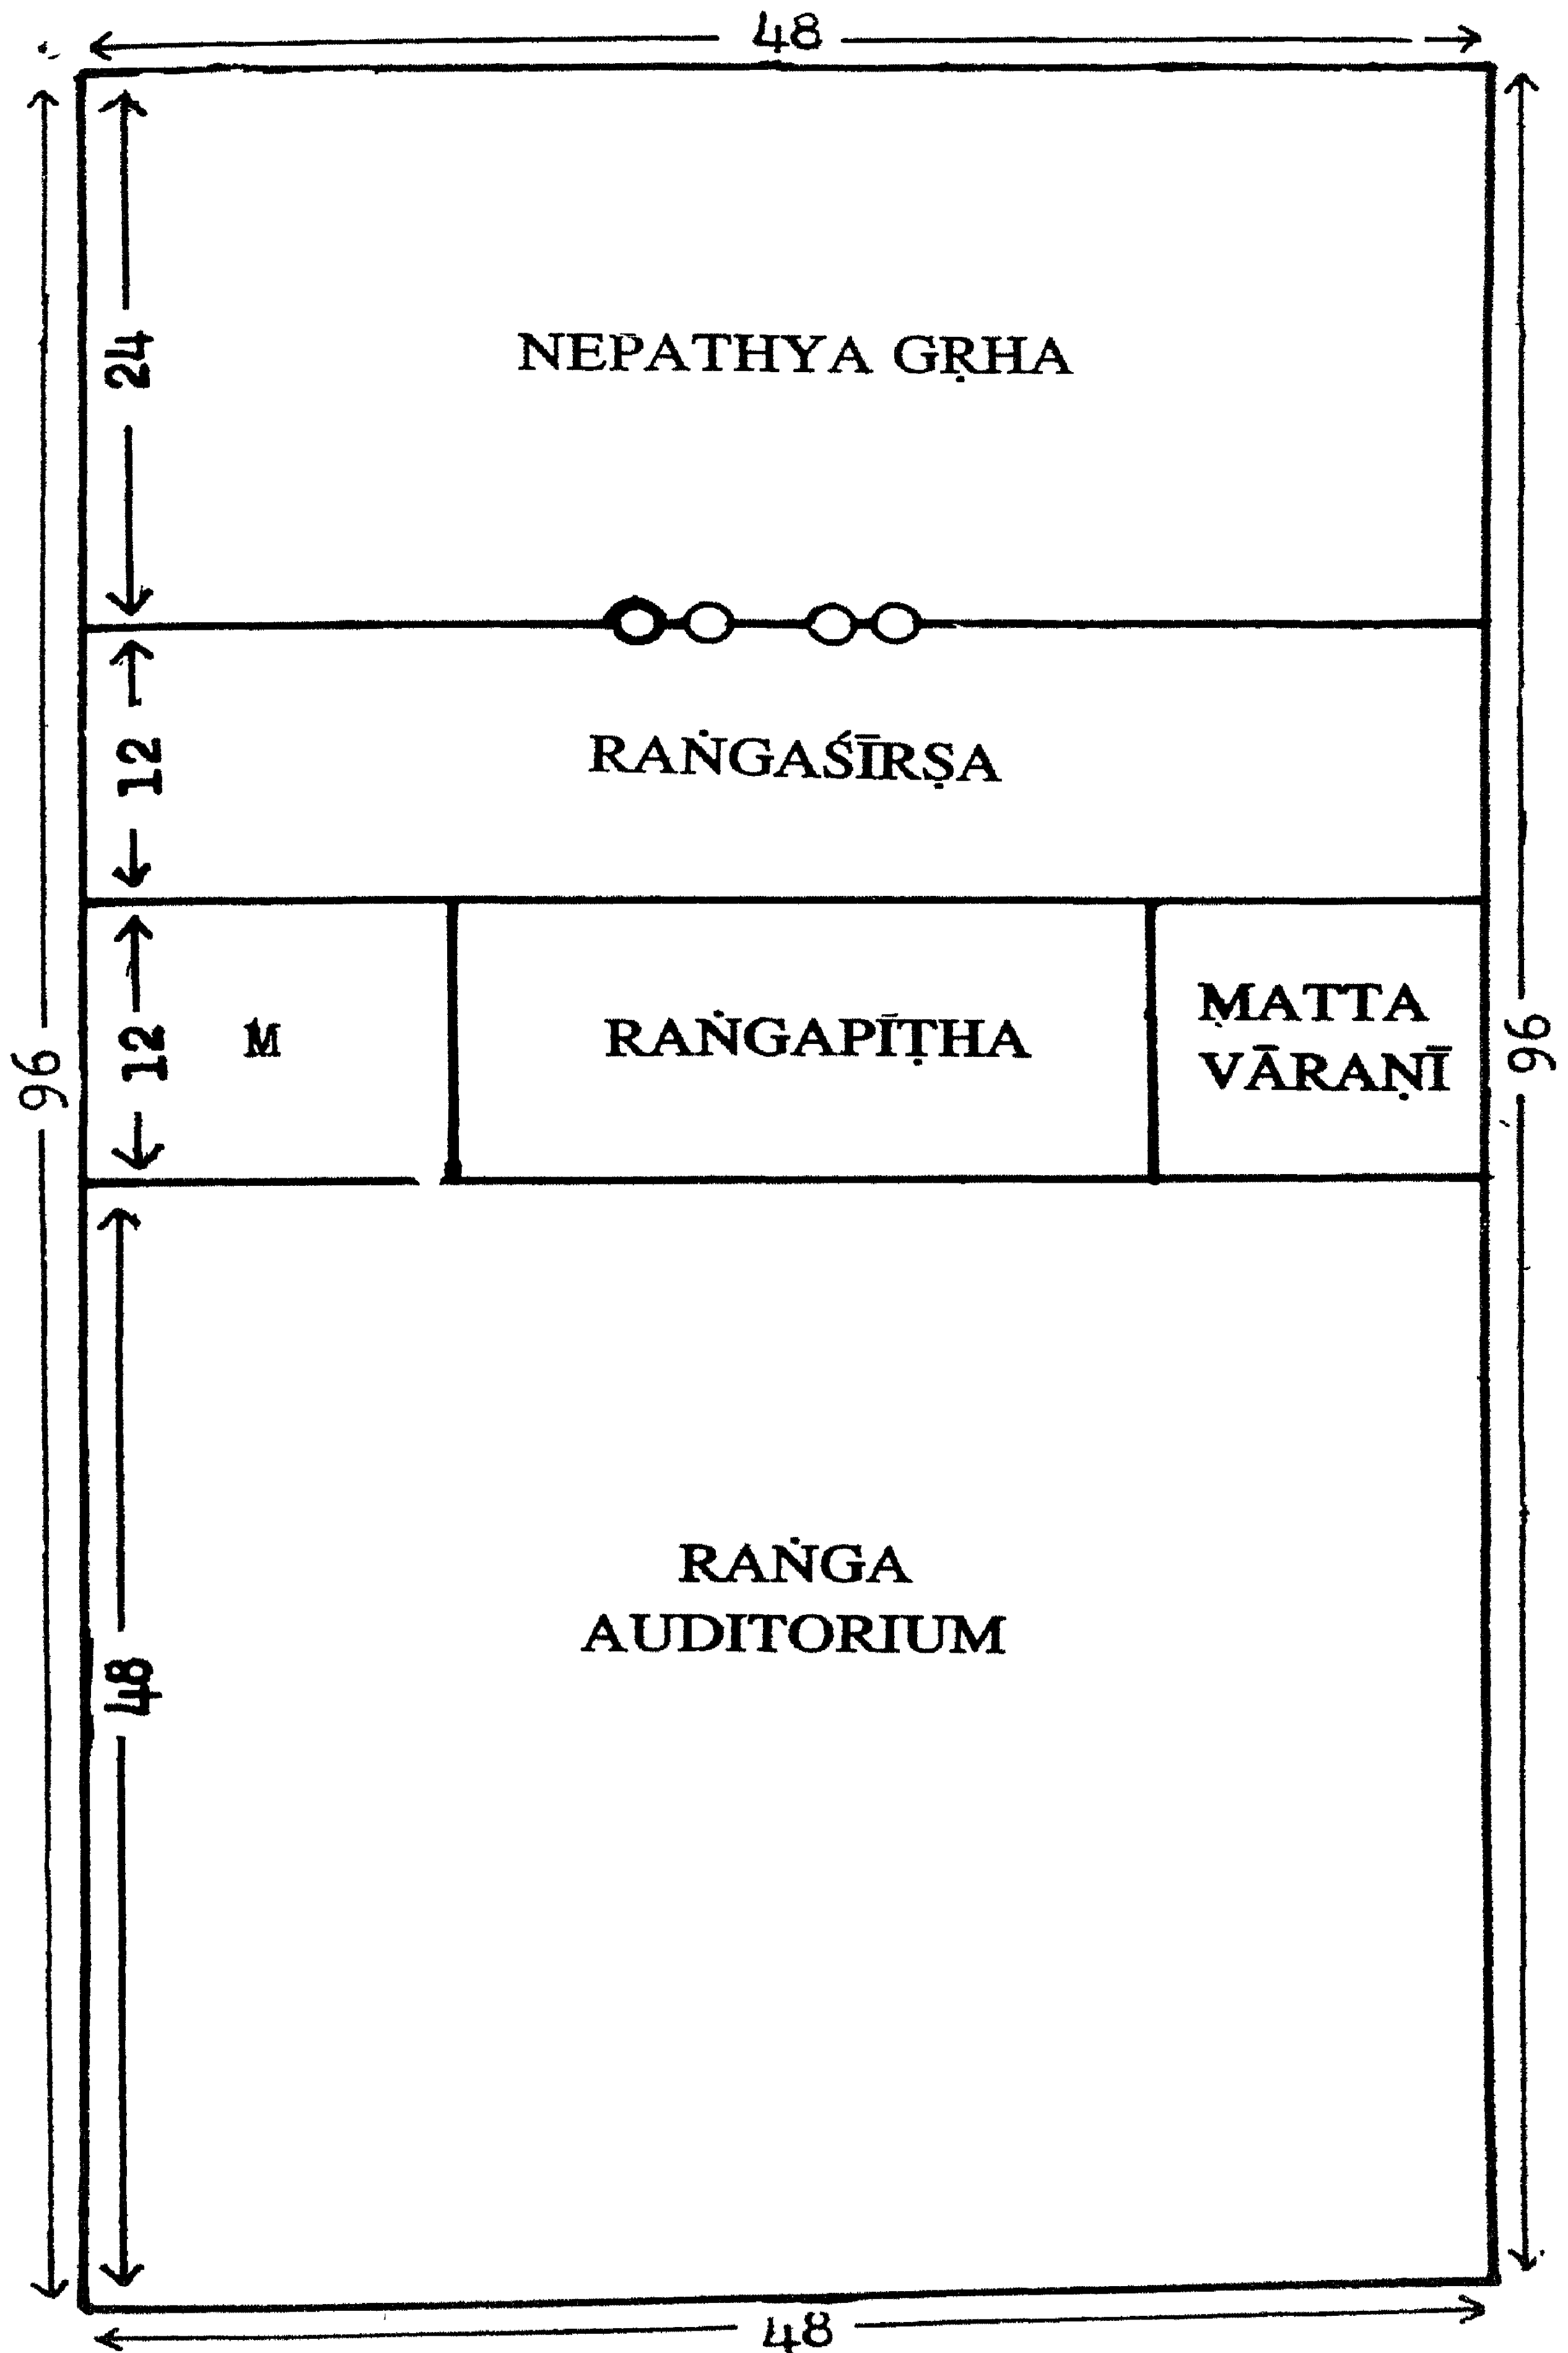 48
24
NEPATHYA GṚHA
12
RAṄGAŚĪRṢA
12
M
RAṄGAPĪṬHA
MATTA
VĀRAṆĪ
96
96
RAṄGA
AUDITORIUM
48
48